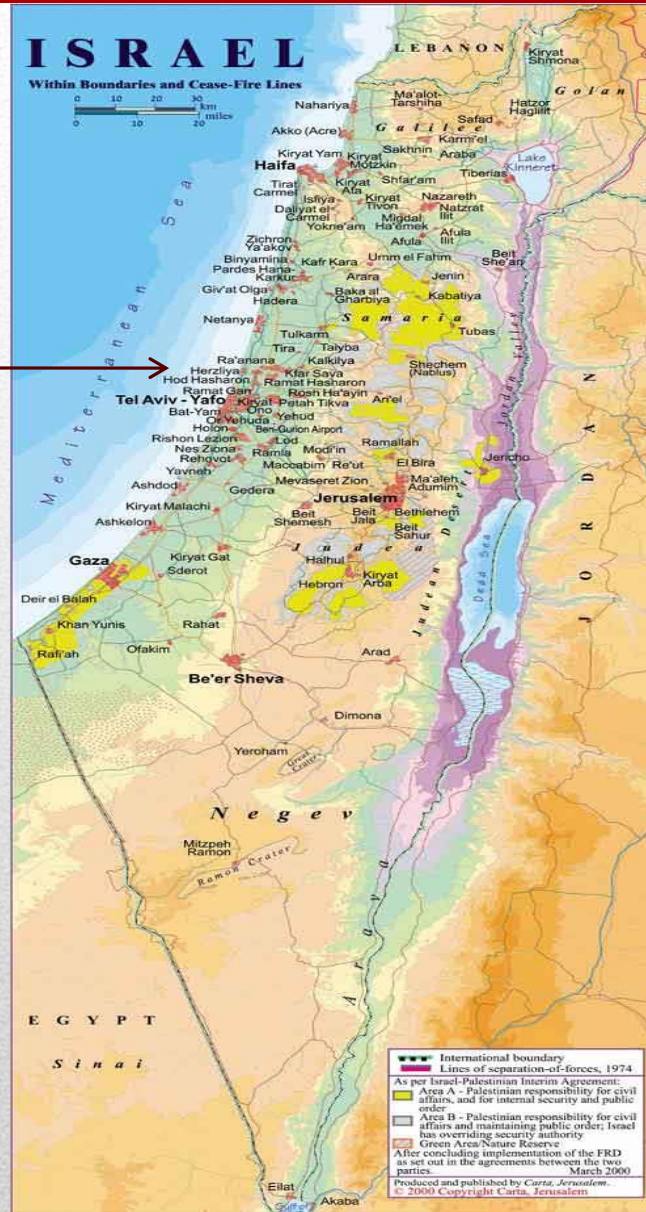 ISRAEL
Within Boundaries and Cease-Fire Lines
0 10 20 30
km
miles
0 10 20
LEBANON
Kiryat
Shmona
Golan
Nahariya
Ma'alot-
Tarshiha
Hatzor
Haglilit
Safad
Akko (Acre)
Galilee
Karmi'el
Kiryat Yam
Kiryat
Motzkin
Sakhnin
Araba
Lake
Kinneret
Haifa
Shfar'am
Tiberias
Tirat
Carmel
Kiryat
Ata
Isfiya
Kiryat
Tivon
Nazareth
Daliyat el
Carmel
Migdal
Ha'emek
Natzrat
Ilit
Yokne'am
Afula
Afula
Ilit
Zichron
Ya'akov
Beit
She'an
Binyamina
Kafr Kara
Umm el Fahm
Pardes Hana-
Karkur
Arara
Jenin
Giv'at Olga
Baka al
Gharbiya
Kabatiya
Hadera
Samaria
Netanya
Tulkarm
Tubas
Tira
Taiyba
Ra'anana
Kalkilya
Shechem
(Nablus)
Herzliya
Kfar Saya
Hod Hasharon
Ramat Hasharon
Ramat Gan
Rosh Ha'ayin
Ari'el
Tel Aviv - Yafo
Kiryat
Ono
Petah Tikva
Bat-Yam
Or Yehuda
Yehud
Holon
Ben-Gurion Airport
Ramallah
Rishon Lezion
Lod
Nes Ziona
Ramla
Modi'in
El Bira
Jericho
Rehovot
Maccabim Re'ut
Yavneh
Mevaseret Zion
Ma'aleh
Adumim
Ashdod
Gedera
Jerusalem
Kiryat Malachi
Beit
Shemesh
Beit
Jala
Bethlehem
Beit
Sahur
Ashkelon
Judea
Judean Desert
Jordan Valley
Dead Sea
JORDAN
Mediterranean Sea
Gaza
Kiryat Gat
Halhul
Sderot
Hebron
Kiryat
Arba
Deir el Balah
Khan Yunis
Rahat
Rafi'ah
Ofakim
Arad
Be'er Sheva
Dimona
Yeroham
Great
Crater
Negev
Mitzpeh
Ramon
Ramon Crater
Arava
EGYPT
Sinai
Eilat
Akaba
International boundary
Lines of separation-of-forces, 1974
As per Israel-Palestinian Interim Agreement:
Area A - Palestinian responsibility for civil
affairs, and for internal security and public
order
Area B - Palestinian responsibility for civil
affairs and maintaining public order; Israel
has overriding security authority
Green Area/Nature Reserve
After concluding implementation of the FRD
as set out in the agreements between the two
parties. March 2000
Produced and published by Carta, Jerusalem.
© 2000 Copyright Carta, Jerusalem